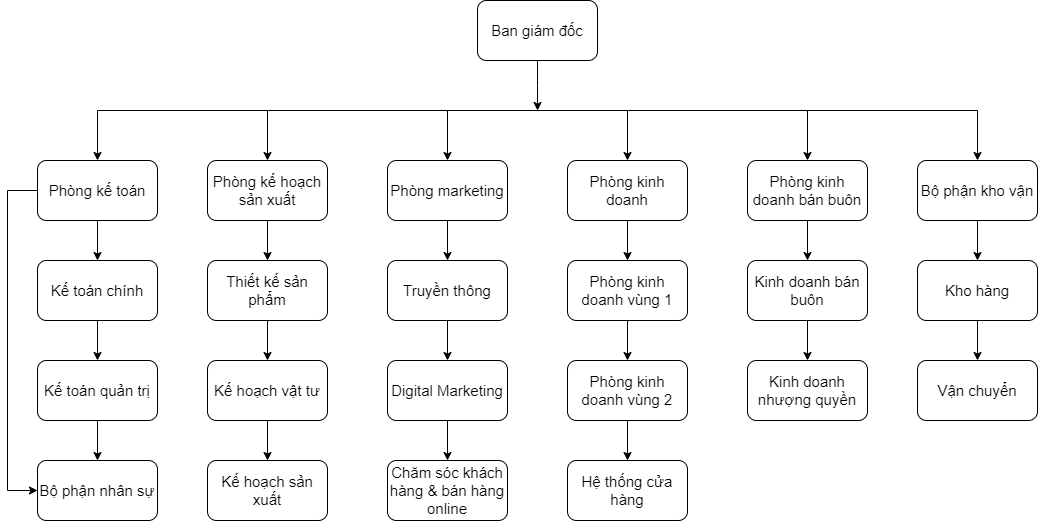 Ban giám đốc
Phòng kế toán
Phòng kế hoạch
sản xuất
Phòng marketing
Phòng kinh
doanh
Phòng kinh
doanh bán buôn
Bộ phận kho vận
Kế toán chính
Thiết kế sản
phẩm
Truyền thông
Phòng kinh
doanh vùng 1
Kinh doanh bán
buôn
Kho hàng
Kế toán quản trị
Kế hoạch vật tư
Digital Marketing
Phòng kinh
doanh vùng 2
Kinh doanh
nhượng quyền
Vận chuyển
Bộ phận nhân sự
Kế hoạch sản
xuất
Chăm sóc khách
hàng & bán hàng
online
Hệ thống cửa
hàng